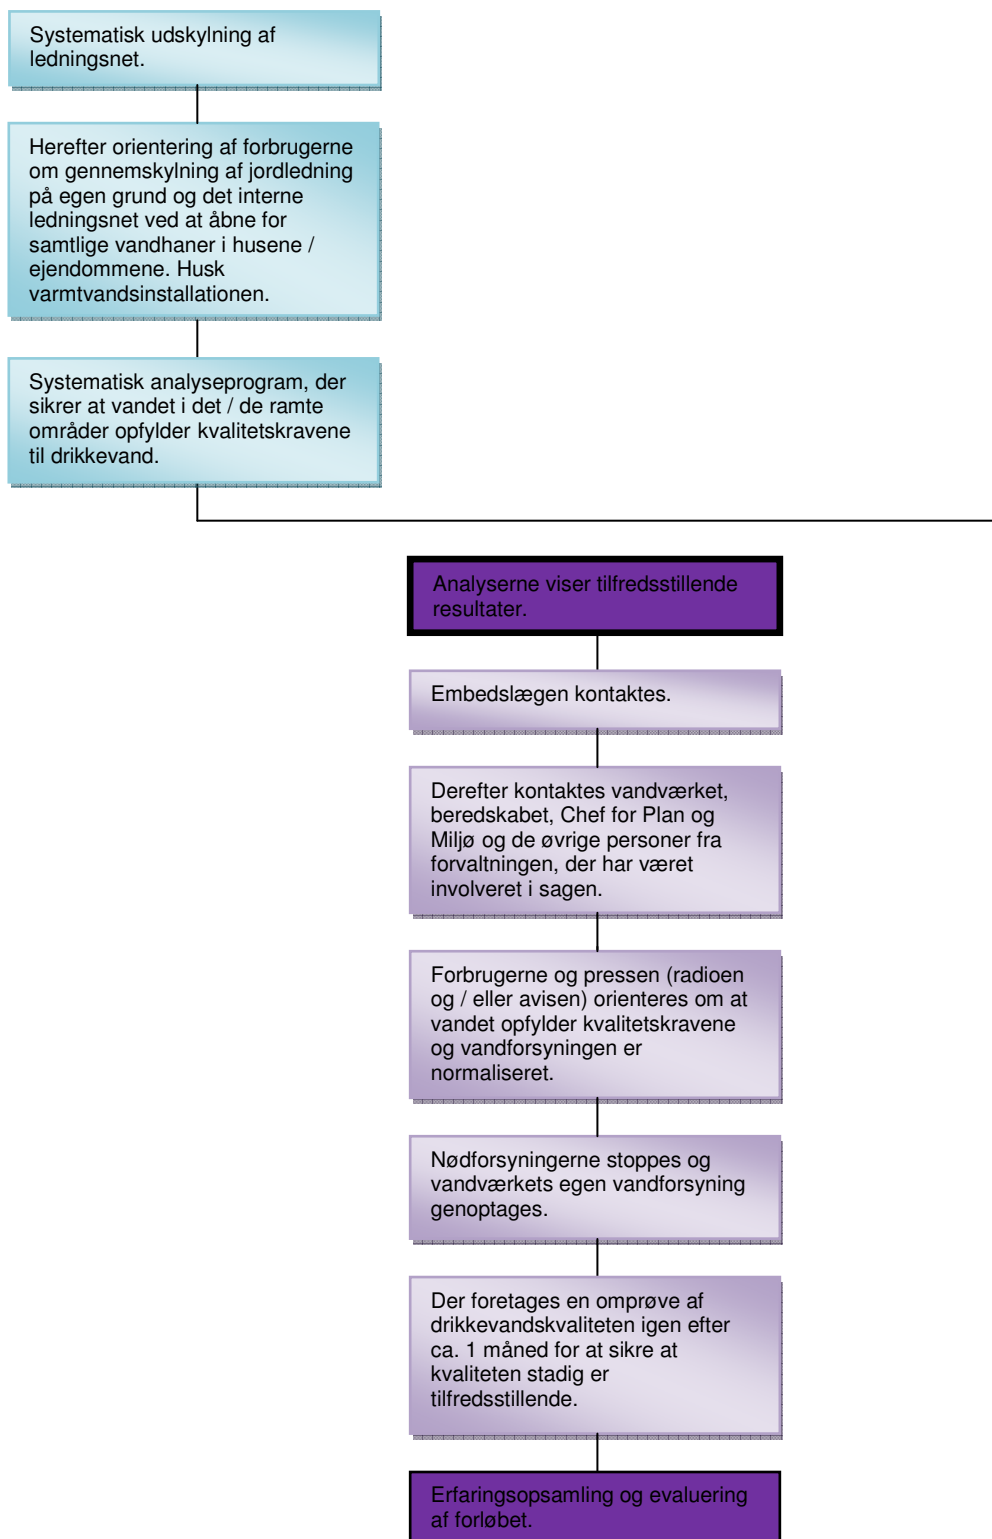 Systematisk udskylning af
ledningsnet.
Herefter orientering af forbrugerne
om gennemskylning af jordledning
på egen grund og det interne
ledningsnet ved at åbne for
samtlige vandhaner i husene /
ejendommene. Husk
varmtvandsinstallationen.
Systematisk analyseprogram, der
sikrer at vandet i det / de ramte
områder opfylder kvalitetskravene
til drikkevand.
Analyserne viser tilfredsstillende
resultater.
Embedslægen kontaktes.
Derefter kontaktes vandværket,
beredskabet, Chef for Plan og
Miljø og de øvrige personer fra
forvaltningen, der har været
involveret i sagen.
Forbrugerne og pressen (radioen
og / eller avisen) orienteres om at
vandet opfylder kvalitetskravene
og vandforsyningen er
normaliseret.
Nødforsyningerne stoppes og
vandværkets egen vandforsyning
genoptages.
Der foretages en omprøve af
drikkevandskvaliteten igen efter
ca. 1 måned for at sikre at
kvaliteten stadig er
tilfredsstillende.
Erfaringsopsamling og evaluering
af forløbet.